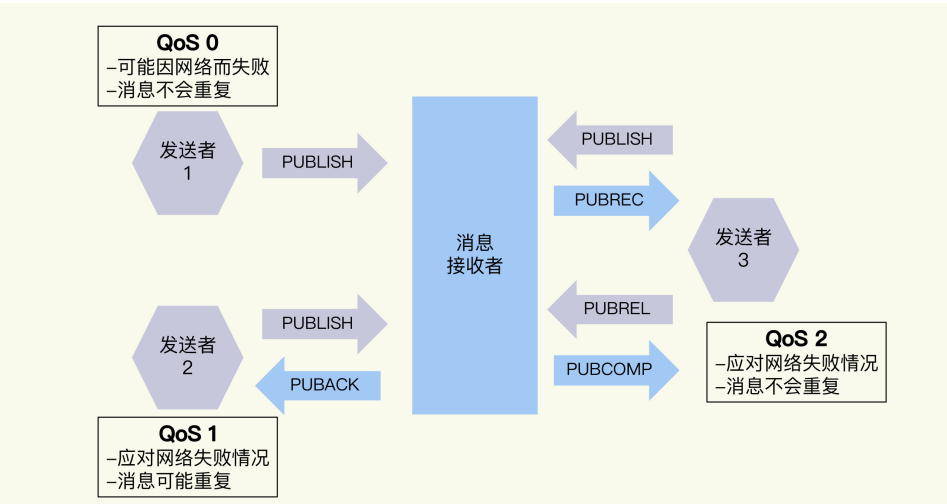 QoS 0
–可能因网络而失败
–消息不会重复
发送者
1
PUBLISH
发送者
2
PUBLISH
PUBACK
QoS 1
–应对网络失败情况
–消息可能重复
消息
接收者
PUBLISH
PUBREC
发送者
3
PUBREL
PUBCOMP
QoS 2
–应对网络失败情况
–消息不会重复